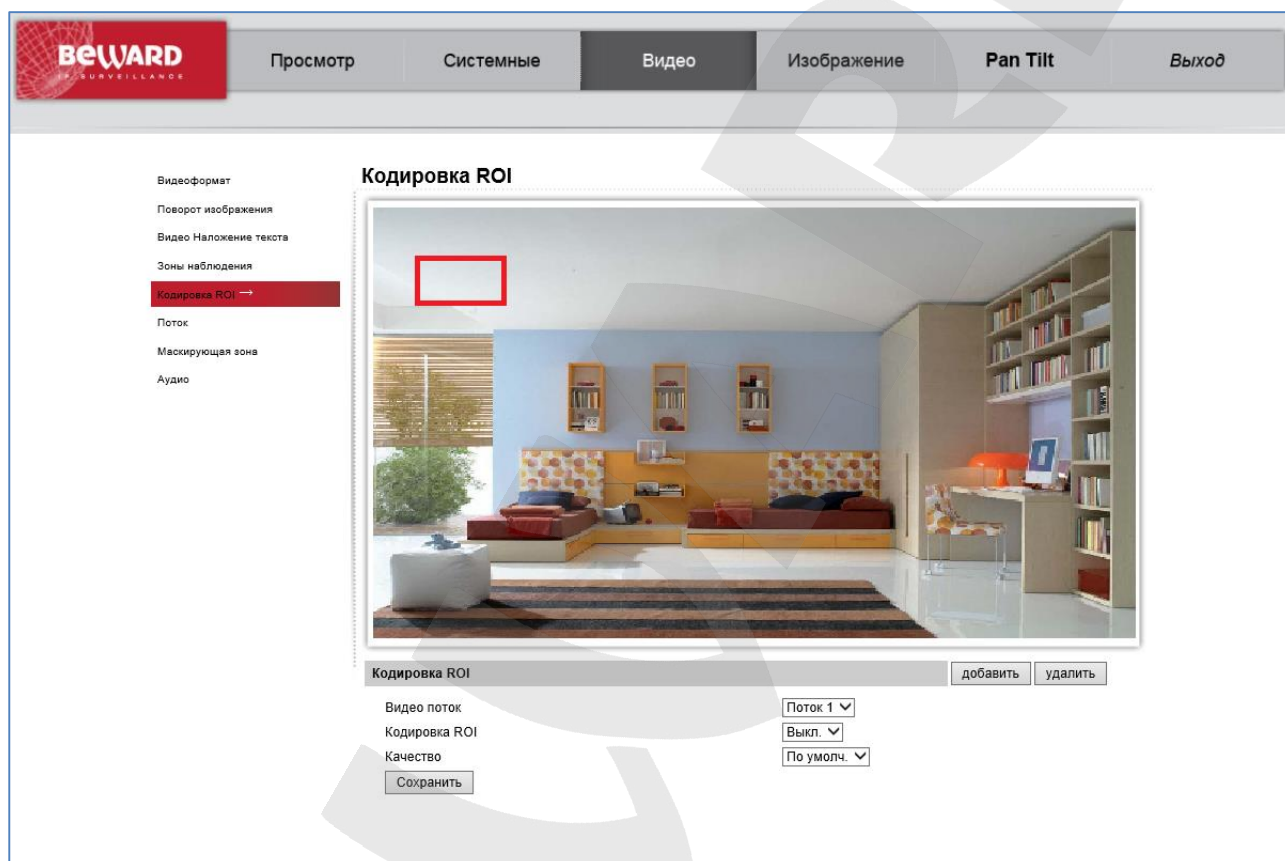 BEWARD
IP SURVEILLANCE
Просмотр
Системные
Видео
Изображение
Pan Tilt
Выход
Видеоформат
Поворот изображения
Видео Наложение текста
Зоны наблюдения
Кодировка ROI →
Поток
Маскирующая зона
Аудио
Кодировка ROI
Кодировка ROI
добавить
удалить
Видео поток
Поток 1
Кодировка ROI
Выкл.
Качество
По умолч.
Сохранить